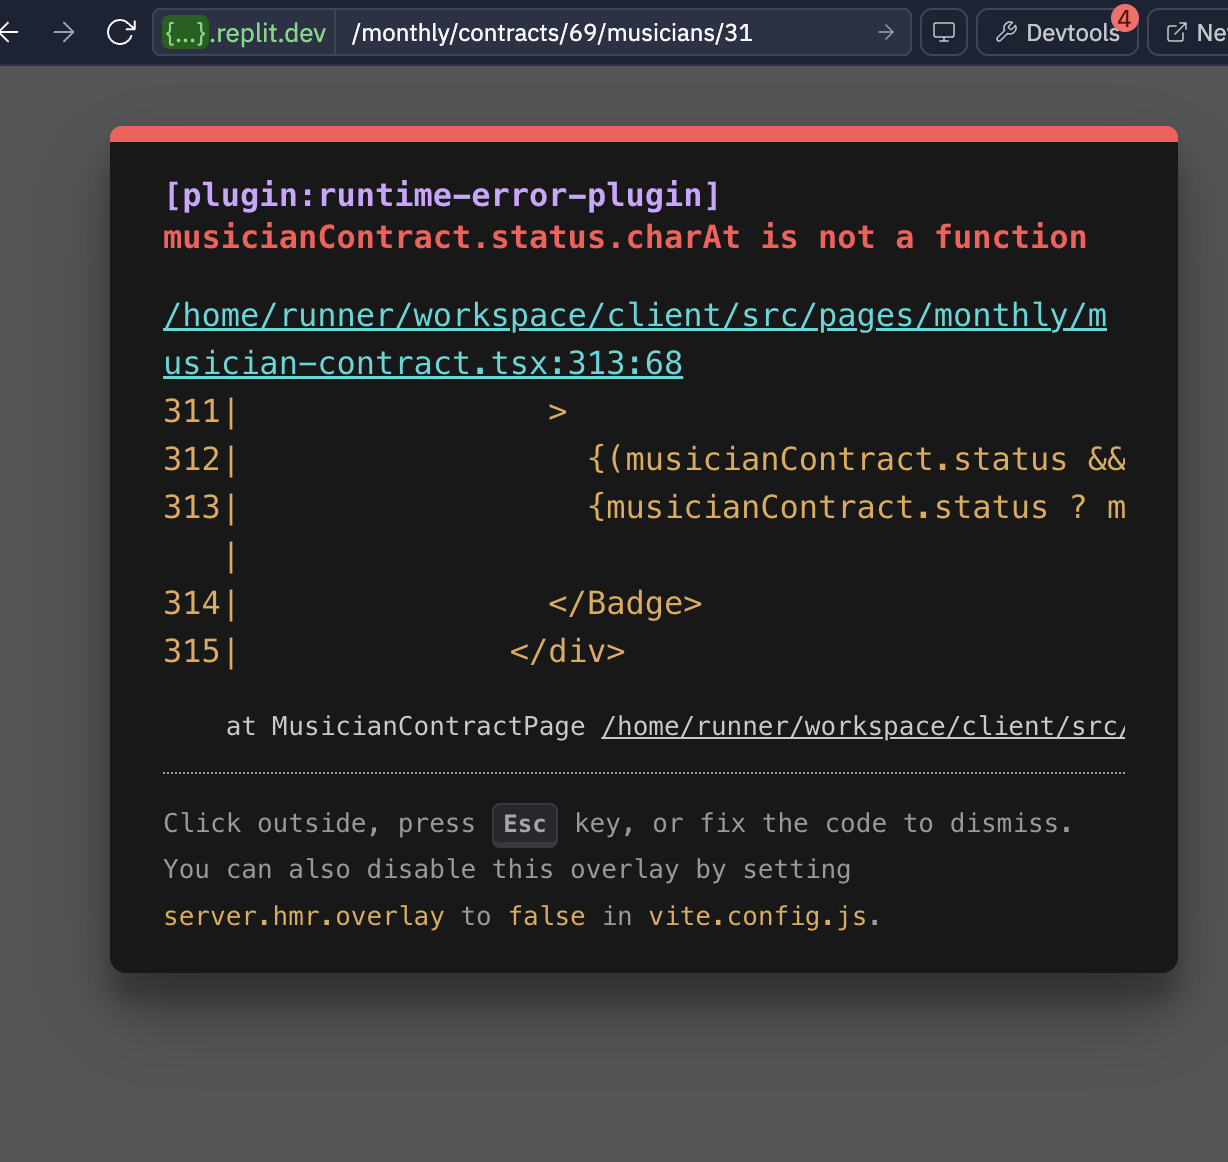 {...}.replit.dev /monthly/contracts/69/musicians/31 Devtools 4 Ne
[plugin:runtime-error-plugin]
musicianContract.status.charAt is not a function
/home/runner/workspace/client/src/pages/monthly/m
usician-contract.tsx:313:68
311| >
312| {(musicianContract.status &&
313| {musicianContract.status ? m
|
314| </Badge>
315| </div>
at MusicianContractPage /home/runner/workspace/client/src/
Click outside, press Esc key, or fix the code to dismiss.
You can also disable this overlay by setting
server.hmr.overlay to false in vite.config.js.